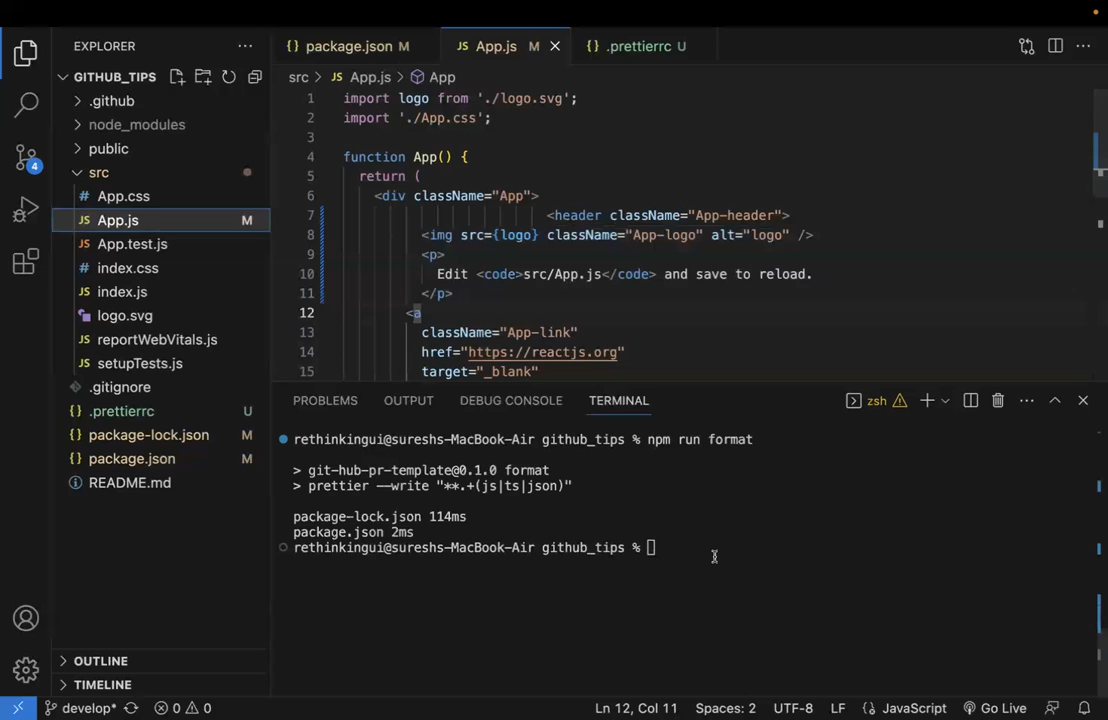 EXPLORER
package.json M
App.js M
.prettierrc U
GITHUB_TIPS
src > App.js > App
.github
node_modules
public
src
App.css
App.js M
App.test.js
index.css
index.js
logo.svg
reportWebVitals.js
setupTests.js
.gitignore
.prettierrc U
package-lock.json M
package.json M
README.md
OUTLINE
TIMELINE
4
1 import logo from './logo.svg';
2 import './App.css';
3
4 function App() {
5 return (
6 <div className="App">
7 <header className="App-header">
8 <img src={logo} className="App-logo" alt="logo" />
9 <p>
10 Edit <code>src/App.js</code> and save to reload.
11 </p>
12 <a
13 className="App-link"
14 href="https://reactjs.org"
15 target="_blank"
PROBLEMS OUTPUT DEBUG CONSOLE TERMINAL zsh
rethinkingui@sureshs-MacBook-Air github_tips % npm run format
> git-hub-pr-template@0.1.0 format
> prettier --write "**.+(js|ts|json)"
package-lock.json 114ms
package.json 2ms
rethinkingui@sureshs-MacBook-Air github_tips %
develop* 0 0 Ln 12, Col 11 Spaces: 2 UTF-8 LF JavaScript Go Live